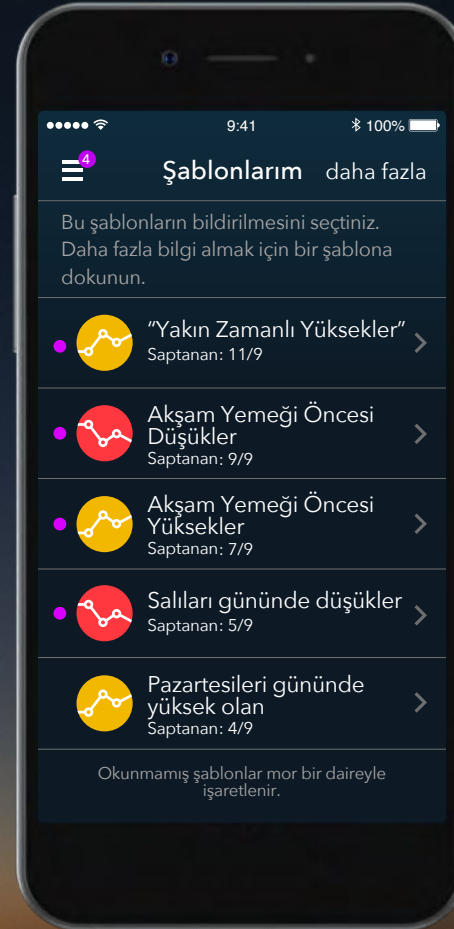 9:41
100%
4
Şablonlarım
daha fazla
Bu şablonların bildirilmesini seçtiniz.
Daha fazla bilgi almak için bir şablona
dokunun.
“Yakın Zamanlı Yüksekler”
Saptanan: 11/9
Akşam Yemeği Öncesi
Düşükler
Saptanan: 9/9
Akşam Yemeği Öncesi
Yüksekler
Saptanan: 7/9
Salıları gününde düşükler
Saptanan: 5/9
Pazartesileri gününde
yüksek olan
Saptanan: 4/9
Okunmamış şablonlar mor bir daireyle
işaretlenir.